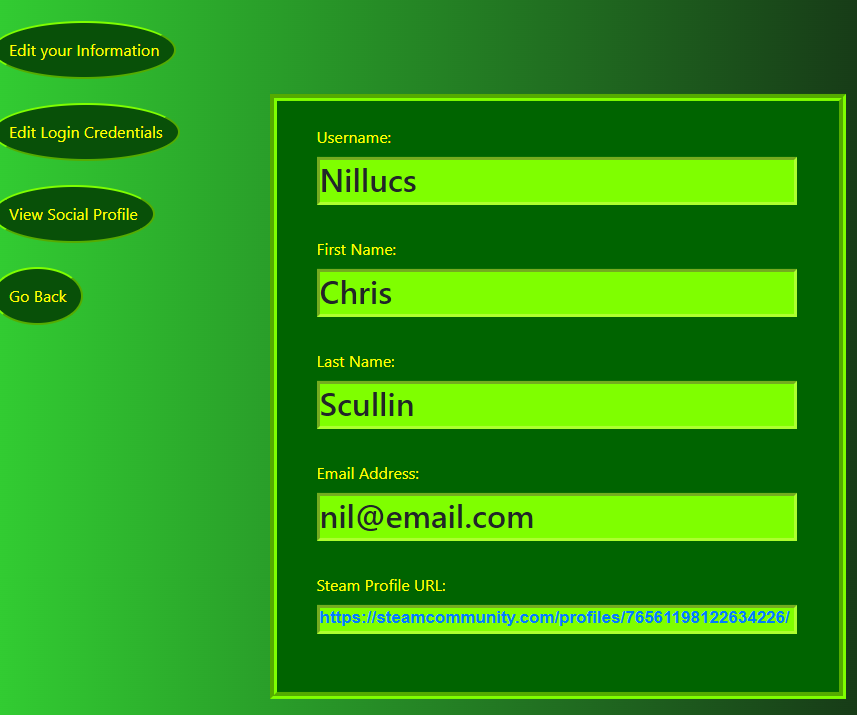 Edit your Information
Edit Login Credentials
View Social Profile
Go Back
Username:
Nillucs
First Name:
Chris
Last Name:
Scullin
Email Address:
nil@email.com
Steam Profile URL:
https://steamcommunity.com/profiles/76561198122634226/